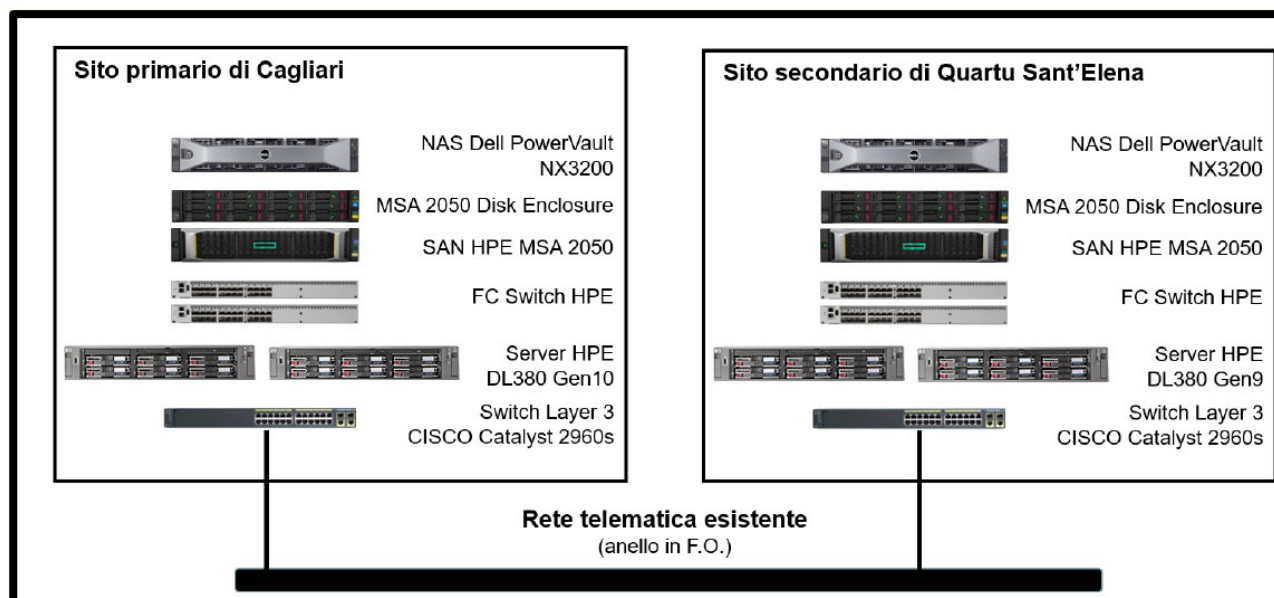 Sito primario di Cagliari
NAS Dell PowerVault
NX3200
MSA 2050 Disk Enclosure
SAN HPE MSA 2050
FC Switch HPE
Server HPE
DL380 Gen10
Switch Layer 3
CISCO Catalyst 2960s
Sito secondario di Quartu Sant'Elena
NAS Dell PowerVault
NX3200
MSA 2050 Disk Enclosure
SAN HPE MSA 2050
FC Switch HPE
Server HPE
DL380 Gen9
Switch Layer 3
CISCO Catalyst 2960s
Rete telematica esistente
(anello in F.O.)